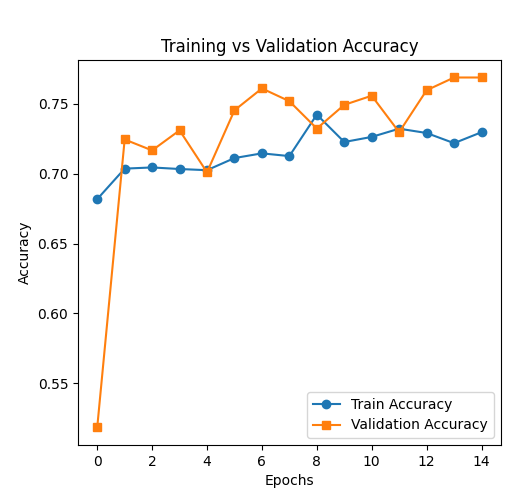 Training vs Validation Accuracy
0.75
0.70
0.65
0.60
0.55
Accuracy
0 2 4 6 8 10 12 14
Epochs
Train Accuracy
Validation Accuracy